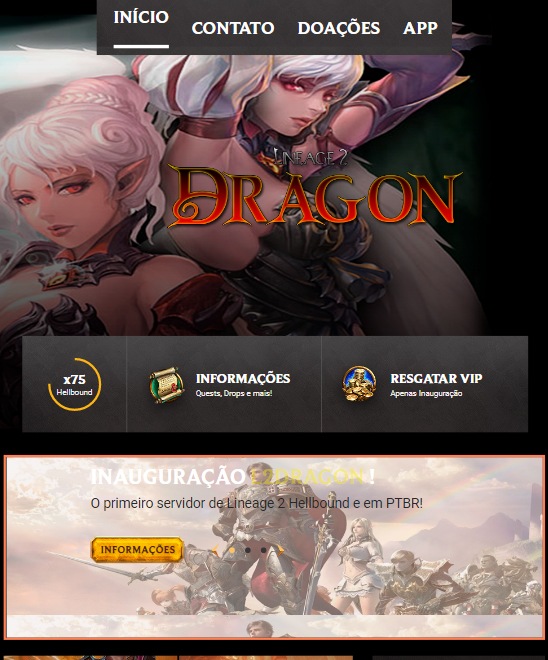 INÍCIO
CONTATO DOAÇÕES APP
LINEAGE 2
DRAGON
x75
Hellbound
INFORMAÇÕES
Quests, Drops e mais!
RESGATAR VIP
Apenas Inauguração
INAUGURAÇÃO L2DRAGON !
O primeiro servidor de Lineage 2 Hellbound e em PTBR!
INFORMAÇÕES